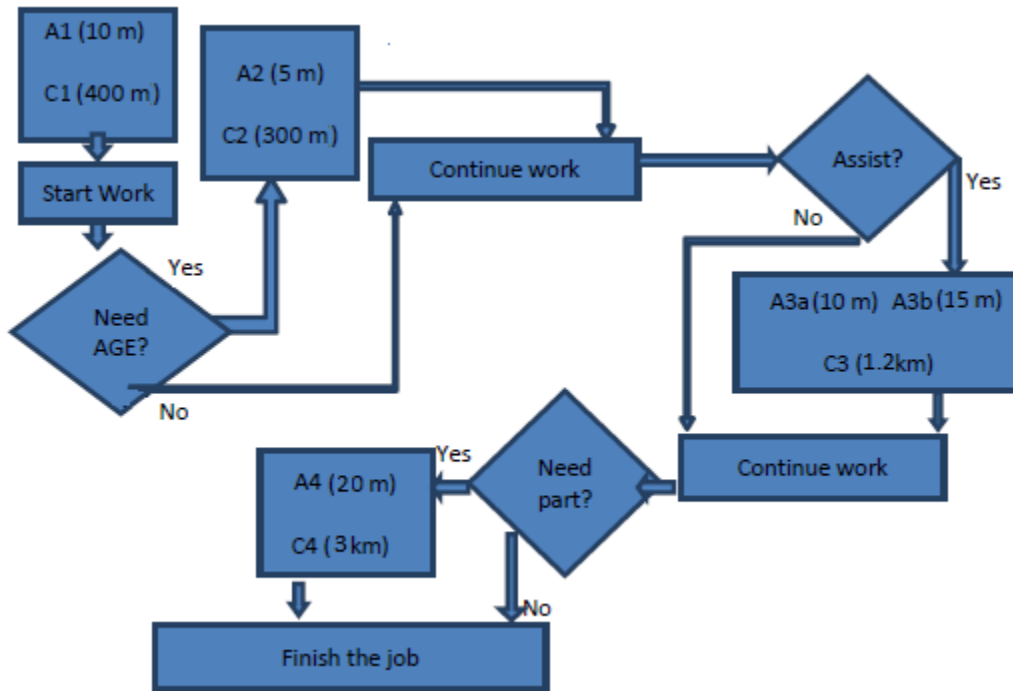 A1 (10 m)
C1 (400 m)
Start Work
Need
AGE?
Yes
No
A2 (5 m)
C2 (300 m)
Continue work
Assist?
Yes
No
A3a (10 m) A3b (15 m)
C3 (1.2km)
Continue work
Need
part?
Yes
No
A4 (20 m)
C4 (3km)
Finish the job